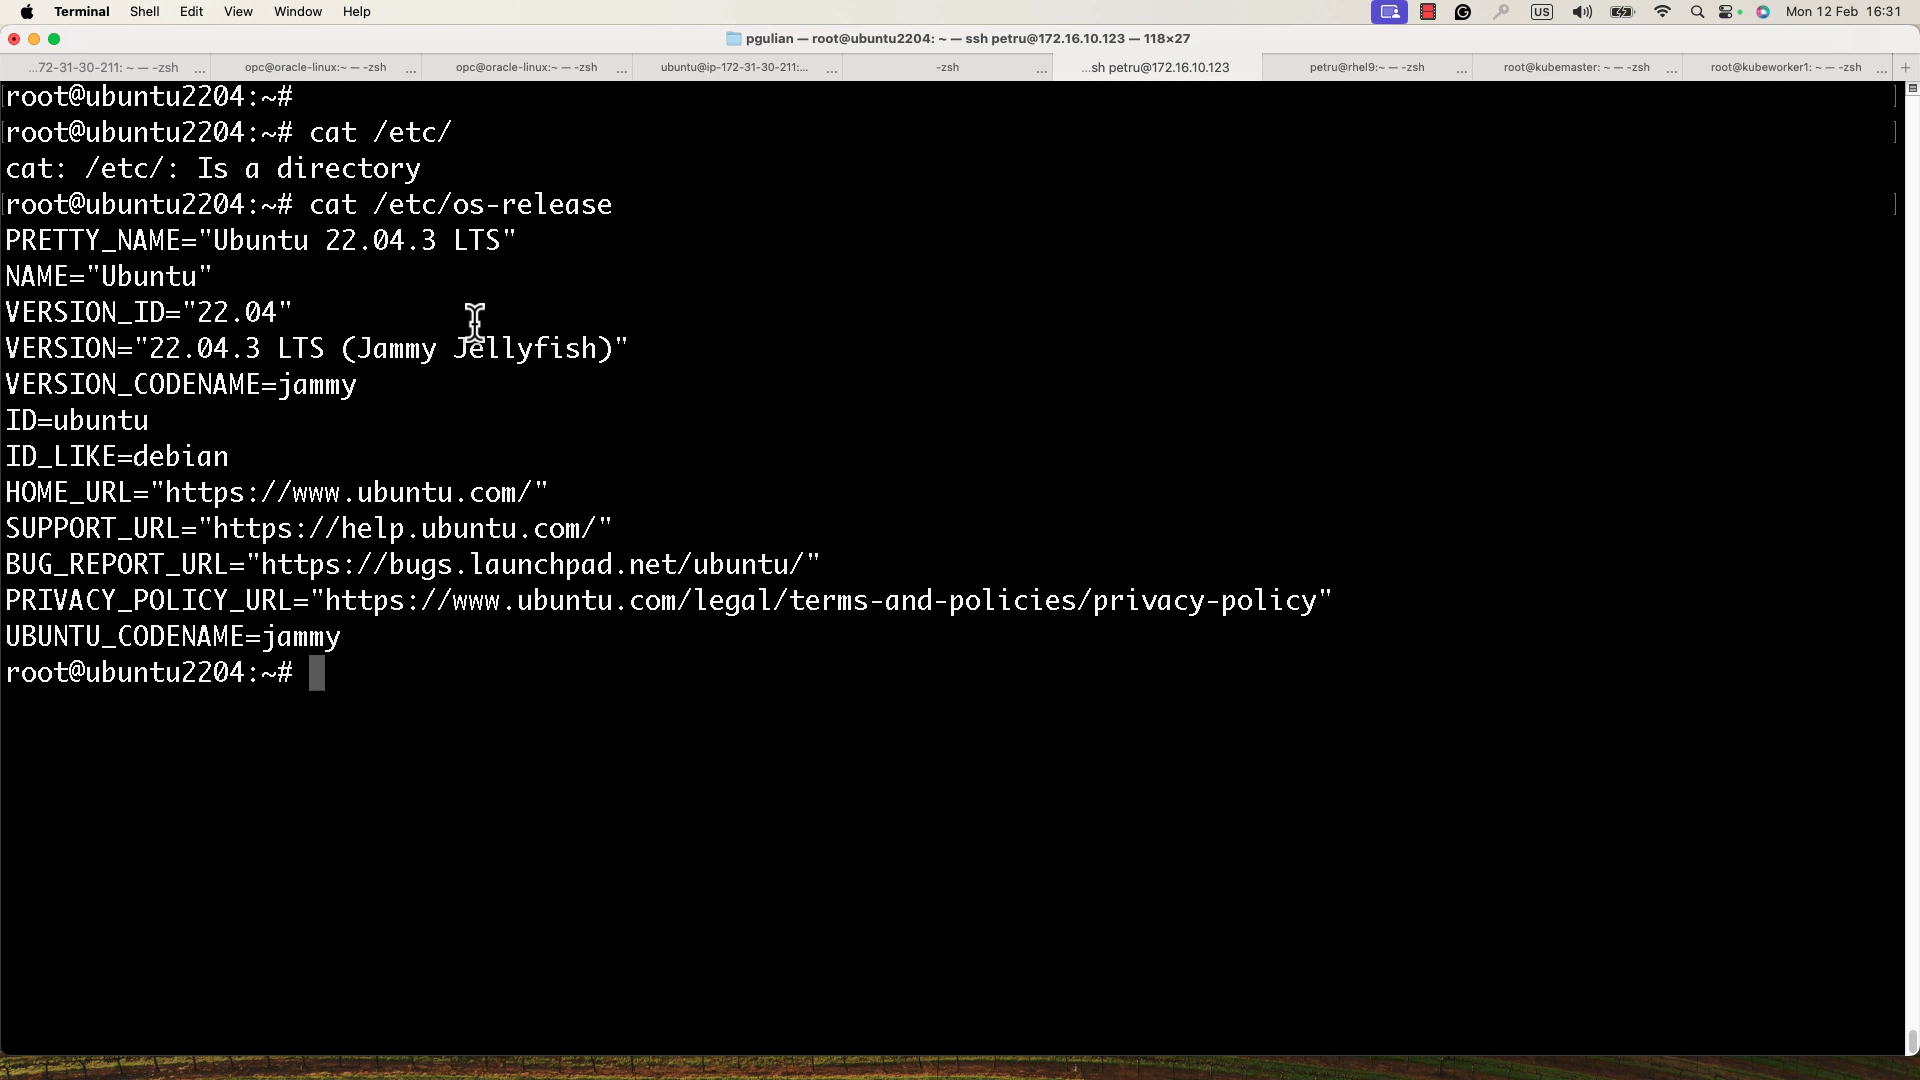 Terminal Shell Edit View Window Help US Mon 12 Feb 16:31
pgulian — root@ubuntu2204: ~ — ssh petru@172.16.10.123 — 118×27
...72-31-30-211: ~ — -zsh ... opc@oracle-linux:~ — -zsh ... opc@oracle-linux:~ — -zsh ... ubuntu@ip-172-31-30-211:... ... -zsh ... ...sh petru@172.16.10.123 petru@rhel9:~ — -zsh ... root@kubemaster: ~ — -zsh ... root@kubeworker1: ~ — -zsh ... +
root@ubuntu2204:~#
root@ubuntu2204:~# cat /etc/
cat: /etc/: Is a directory
root@ubuntu2204:~# cat /etc/os-release
PRETTY_NAME="Ubuntu 22.04.3 LTS"
NAME="Ubuntu"
VERSION_ID="22.04"
VERSION="22.04.3 LTS (Jammy Jellyfish)"
VERSION_CODENAME=jammy
ID=ubuntu
ID_LIKE=debian
HOME_URL="https://www.ubuntu.com/"
SUPPORT_URL="https://help.ubuntu.com/"
BUG_REPORT_URL="https://bugs.launchpad.net/ubuntu/"
PRIVACY_POLICY_URL="https://www.ubuntu.com/legal/terms-and-policies/privacy-policy"
UBUNTU_CODENAME=jammy
root@ubuntu2204:~#